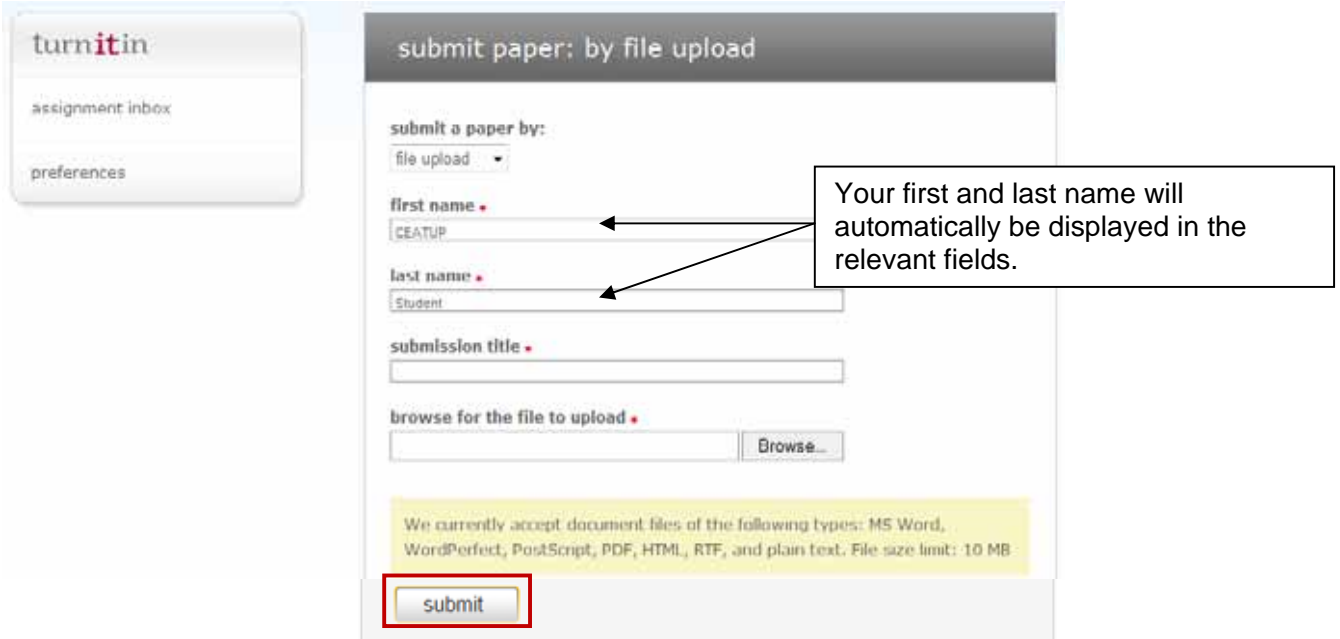 turnitin
assignment inbox
preferences
submit paper: by file upload
submit a paper by:
file upload
first name
CEATUP
last name
Student
submission title
browse for the file to upload
Browse...
We currently accept document files of the following types: MS Word,
WordPerfect, PostScript, PDF, HTML, RTF, and plain text. File size limit: 10 MB
submit
Your first and last name will
automatically be displayed in the
relevant fields.